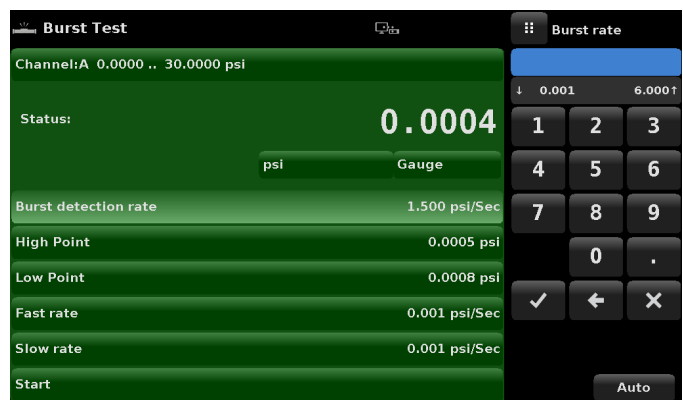 Burst Test
Burst rate
Channel:A 0.0000 .. 30.0000 psi
↓ 0.001 6.000↑
Status:
0.0004
psi Gauge
Burst detection rate 1.500 psi/Sec
High Point 0.0005 psi
Low Point 0.0008 psi
Fast rate 0.001 psi/Sec
Slow rate 0.001 psi/Sec
Start
1 2 3
4 5 6
7 8 9
0 .
Auto